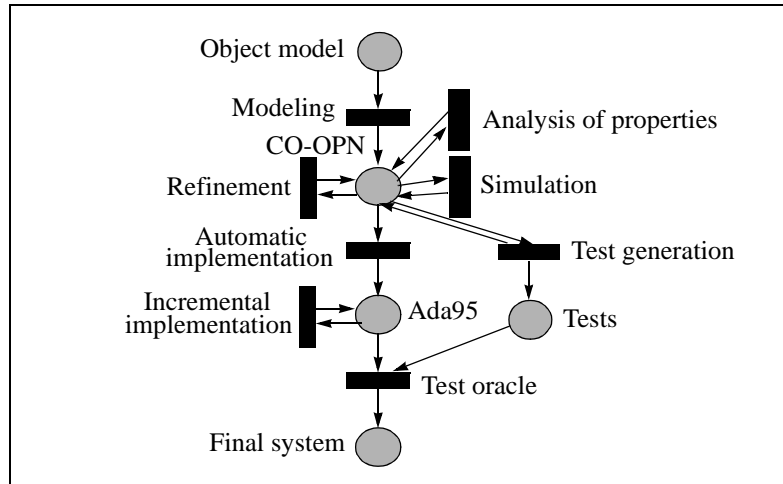 Object model
Modeling
Analysis of properties
CO-OPN
Refinement
Simulation
Automatic
implementation
Test generation
Incremental
implementation
Ada95
Tests
Test oracle
Final system